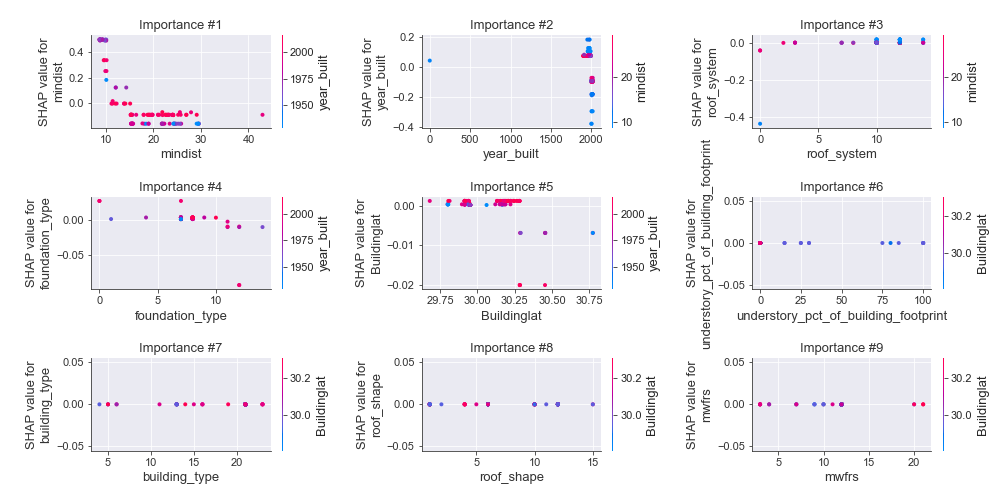 Importance #1
SHAP value for
mindist
0.4
0.2
0.0
10
20
30
40
mindist
2000
1975
1950
year_built
Importance #2
SHAP value for
year_built
0.2
0.0
−0.2
−0.4
0
500
1000
1500
2000
year_built
20
10
mindist
Importance #3
SHAP value for
roof_system
0.0
−0.2
−0.4
0
5
10
roof_system
20
10
mindist
Importance #4
SHAP value for
foundation_type
0.00
−0.05
0
10
foundation_type
2000
1975
1950
year_built
Importance #5
SHAP value for
Buildinglat
0.00
−0.01
−0.02
29.75
30.00
30.25
30.50
30.75
Buildinglat
2000
1975
1950
year_built
Importance #6
SHAP value for
understory_pct_of_building_footprint
0.05
0.00
−0.05
0
25
50
75
100
understory_pct_of_building_footprint
30.2
30.0
Buildinglat
Importance #7
SHAP value for
building_type
0.05
0.00
−0.05
5
10
15
20
building_type
30.2
30.0
Buildinglat
Importance #8
SHAP value for
roof_shape
0.05
0.00
−0.05
5
10
15
roof_shape
30.2
30.0
Buildinglat
Importance #9
SHAP value for
mwfrs
0.05
0.00
−0.05
5
10
15
20
mwfrs
30.2
30.0
Buildinglat